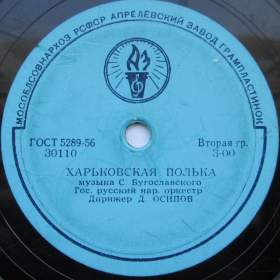 МОСОБЛСОВНАРХОЗ РСФСР АПРЕЛЕВСКИЙ ЗАВОД ГРАМПЛАСТИНОК
ГОСТ 5289-56 Вторая гр.
30110 3-00
ХАРЬКОВСКАЯ ПОЛЬКА
музыка С. Бугославского
Гос. русский нар. оркестр
Дирижер Д. ОСИПОВ